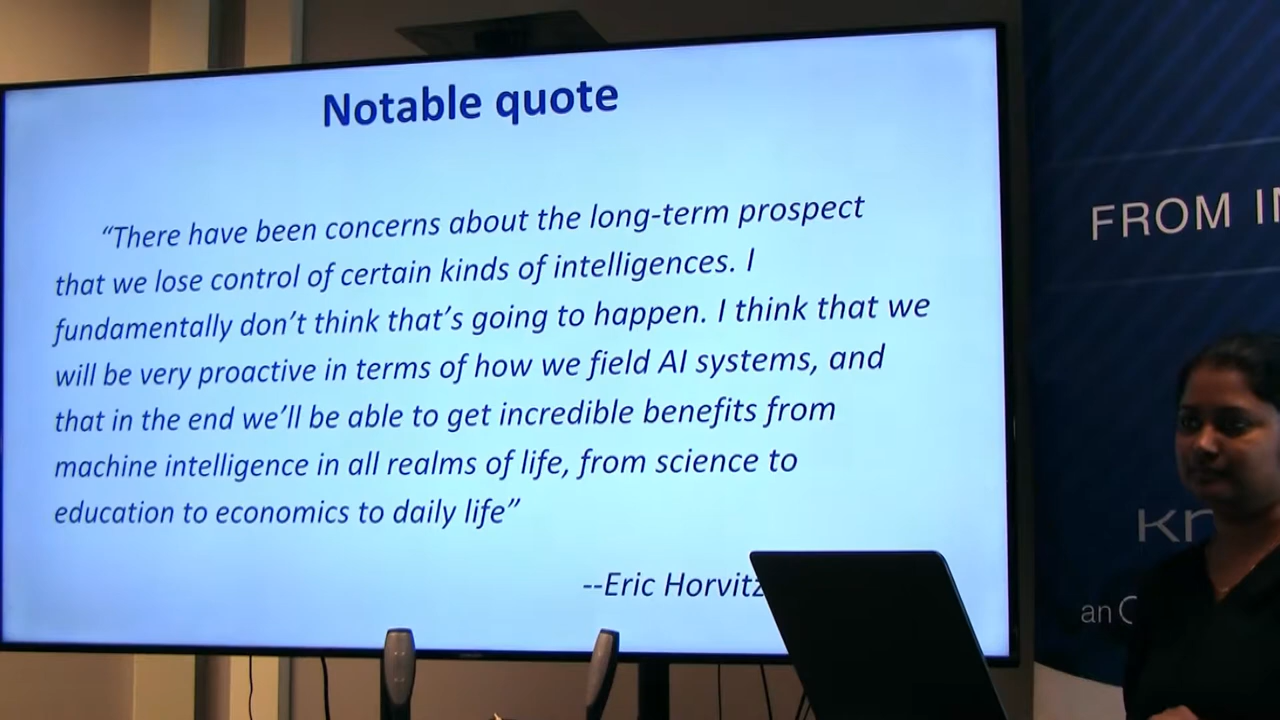 Notable quote
“There have been concerns about the long-term prospect
that we lose control of certain kinds of intelligences. I
fundamentally don’t think that’s going to happen. I think that we
will be very proactive in terms of how we field AI systems, and
that in the end we’ll be able to get incredible benefits from
machine intelligence in all realms of life, from science to
education to economics to daily life”
--Eric Horvitz
FROM
an